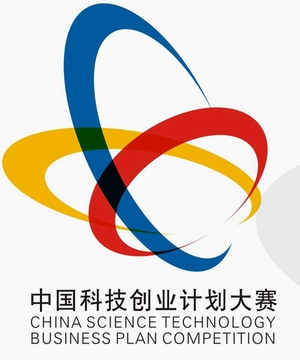 中国科技创业计划大赛
CHINA SCIENCE TECHNOLOGY
BUSINESS PLAN COMPETITION